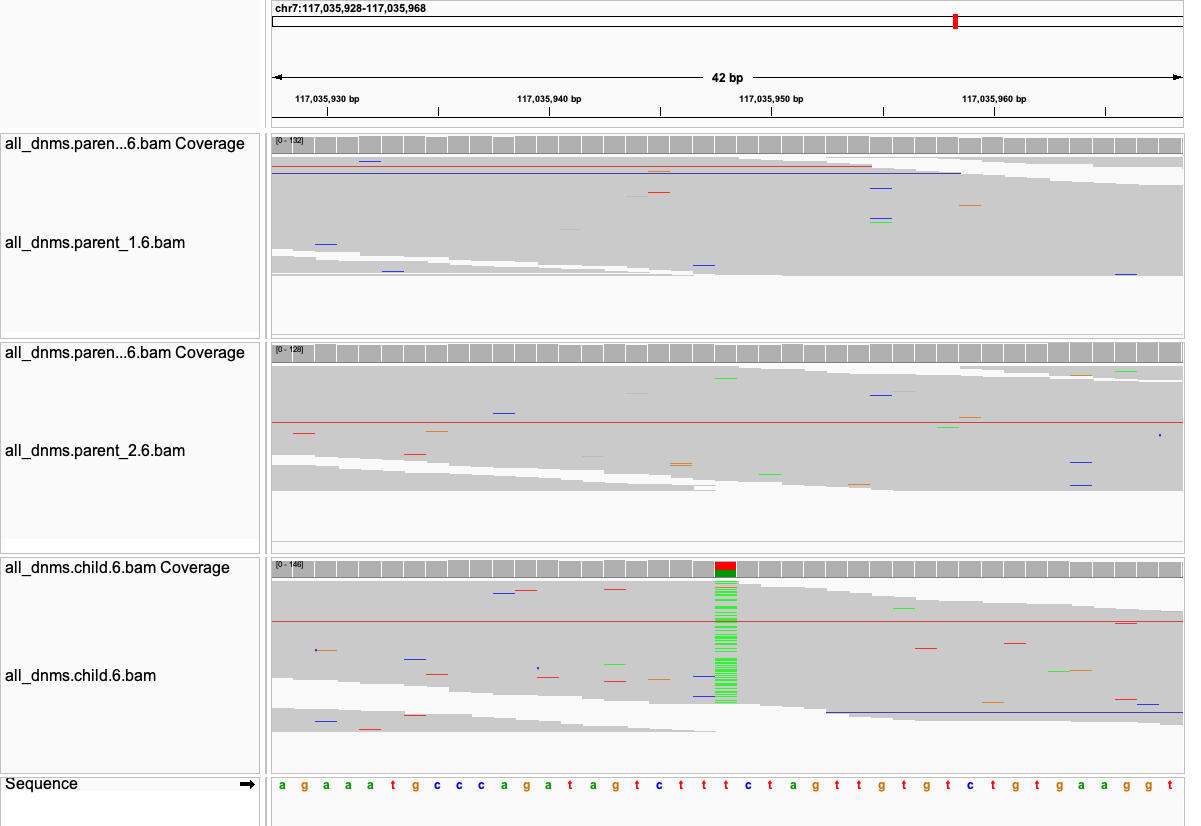 chr7:117,035,928-117,035,968
42 bp
117,035,930 bp 117,035,940 bp 117,035,950 bp 117,035,960 bp
all_dnms.paren...6.bam Coverage
[0 - 132]
all_dnms.parent_1.6.bam
all_dnms.paren...6.bam Coverage
[0 - 128]
all_dnms.parent_2.6.bam
all_dnms.child.6.bam Coverage
[0 - 146]
all_dnms.child.6.bam
Sequence
a g a a a t g c c c a g a t a g t c t t t c t a g t t g t g t c t g t g a a g g t